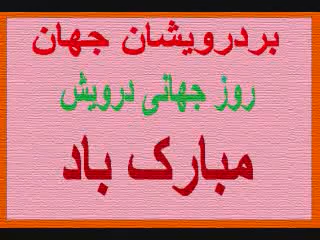 بردرویشان جهان
روز جهانی درویش
مبارک باد